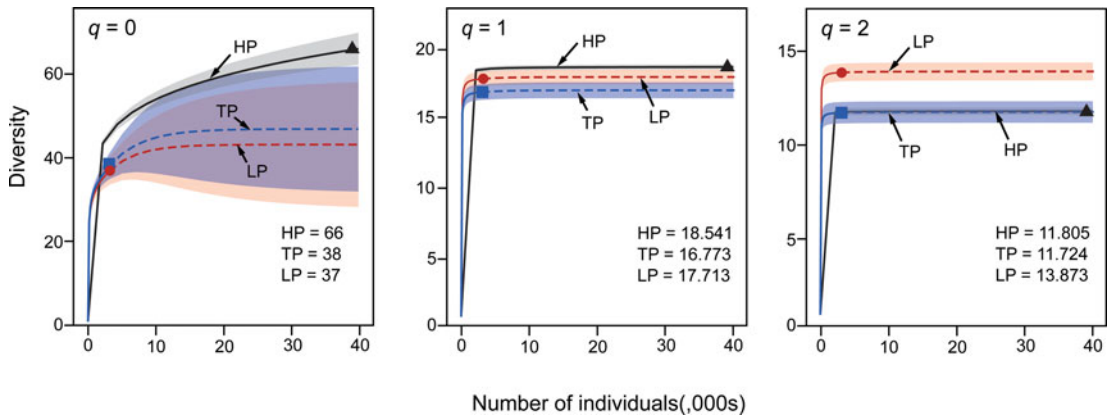 q = 0
HP
TP
LP
HP = 66
TP = 38
LP = 37
60
40
20
0
0 10 20 30 40
Diversity
q = 1
HP
LP
TP
HP = 18.541
TP = 16.773
LP = 17.713
20
15
10
5
0
0 10 20 30 40
q = 2
LP
TP
HP
HP = 11.805
TP = 11.724
LP = 13.873
15
10
5
0
0 10 20 30 40
Number of individuals(,000s)